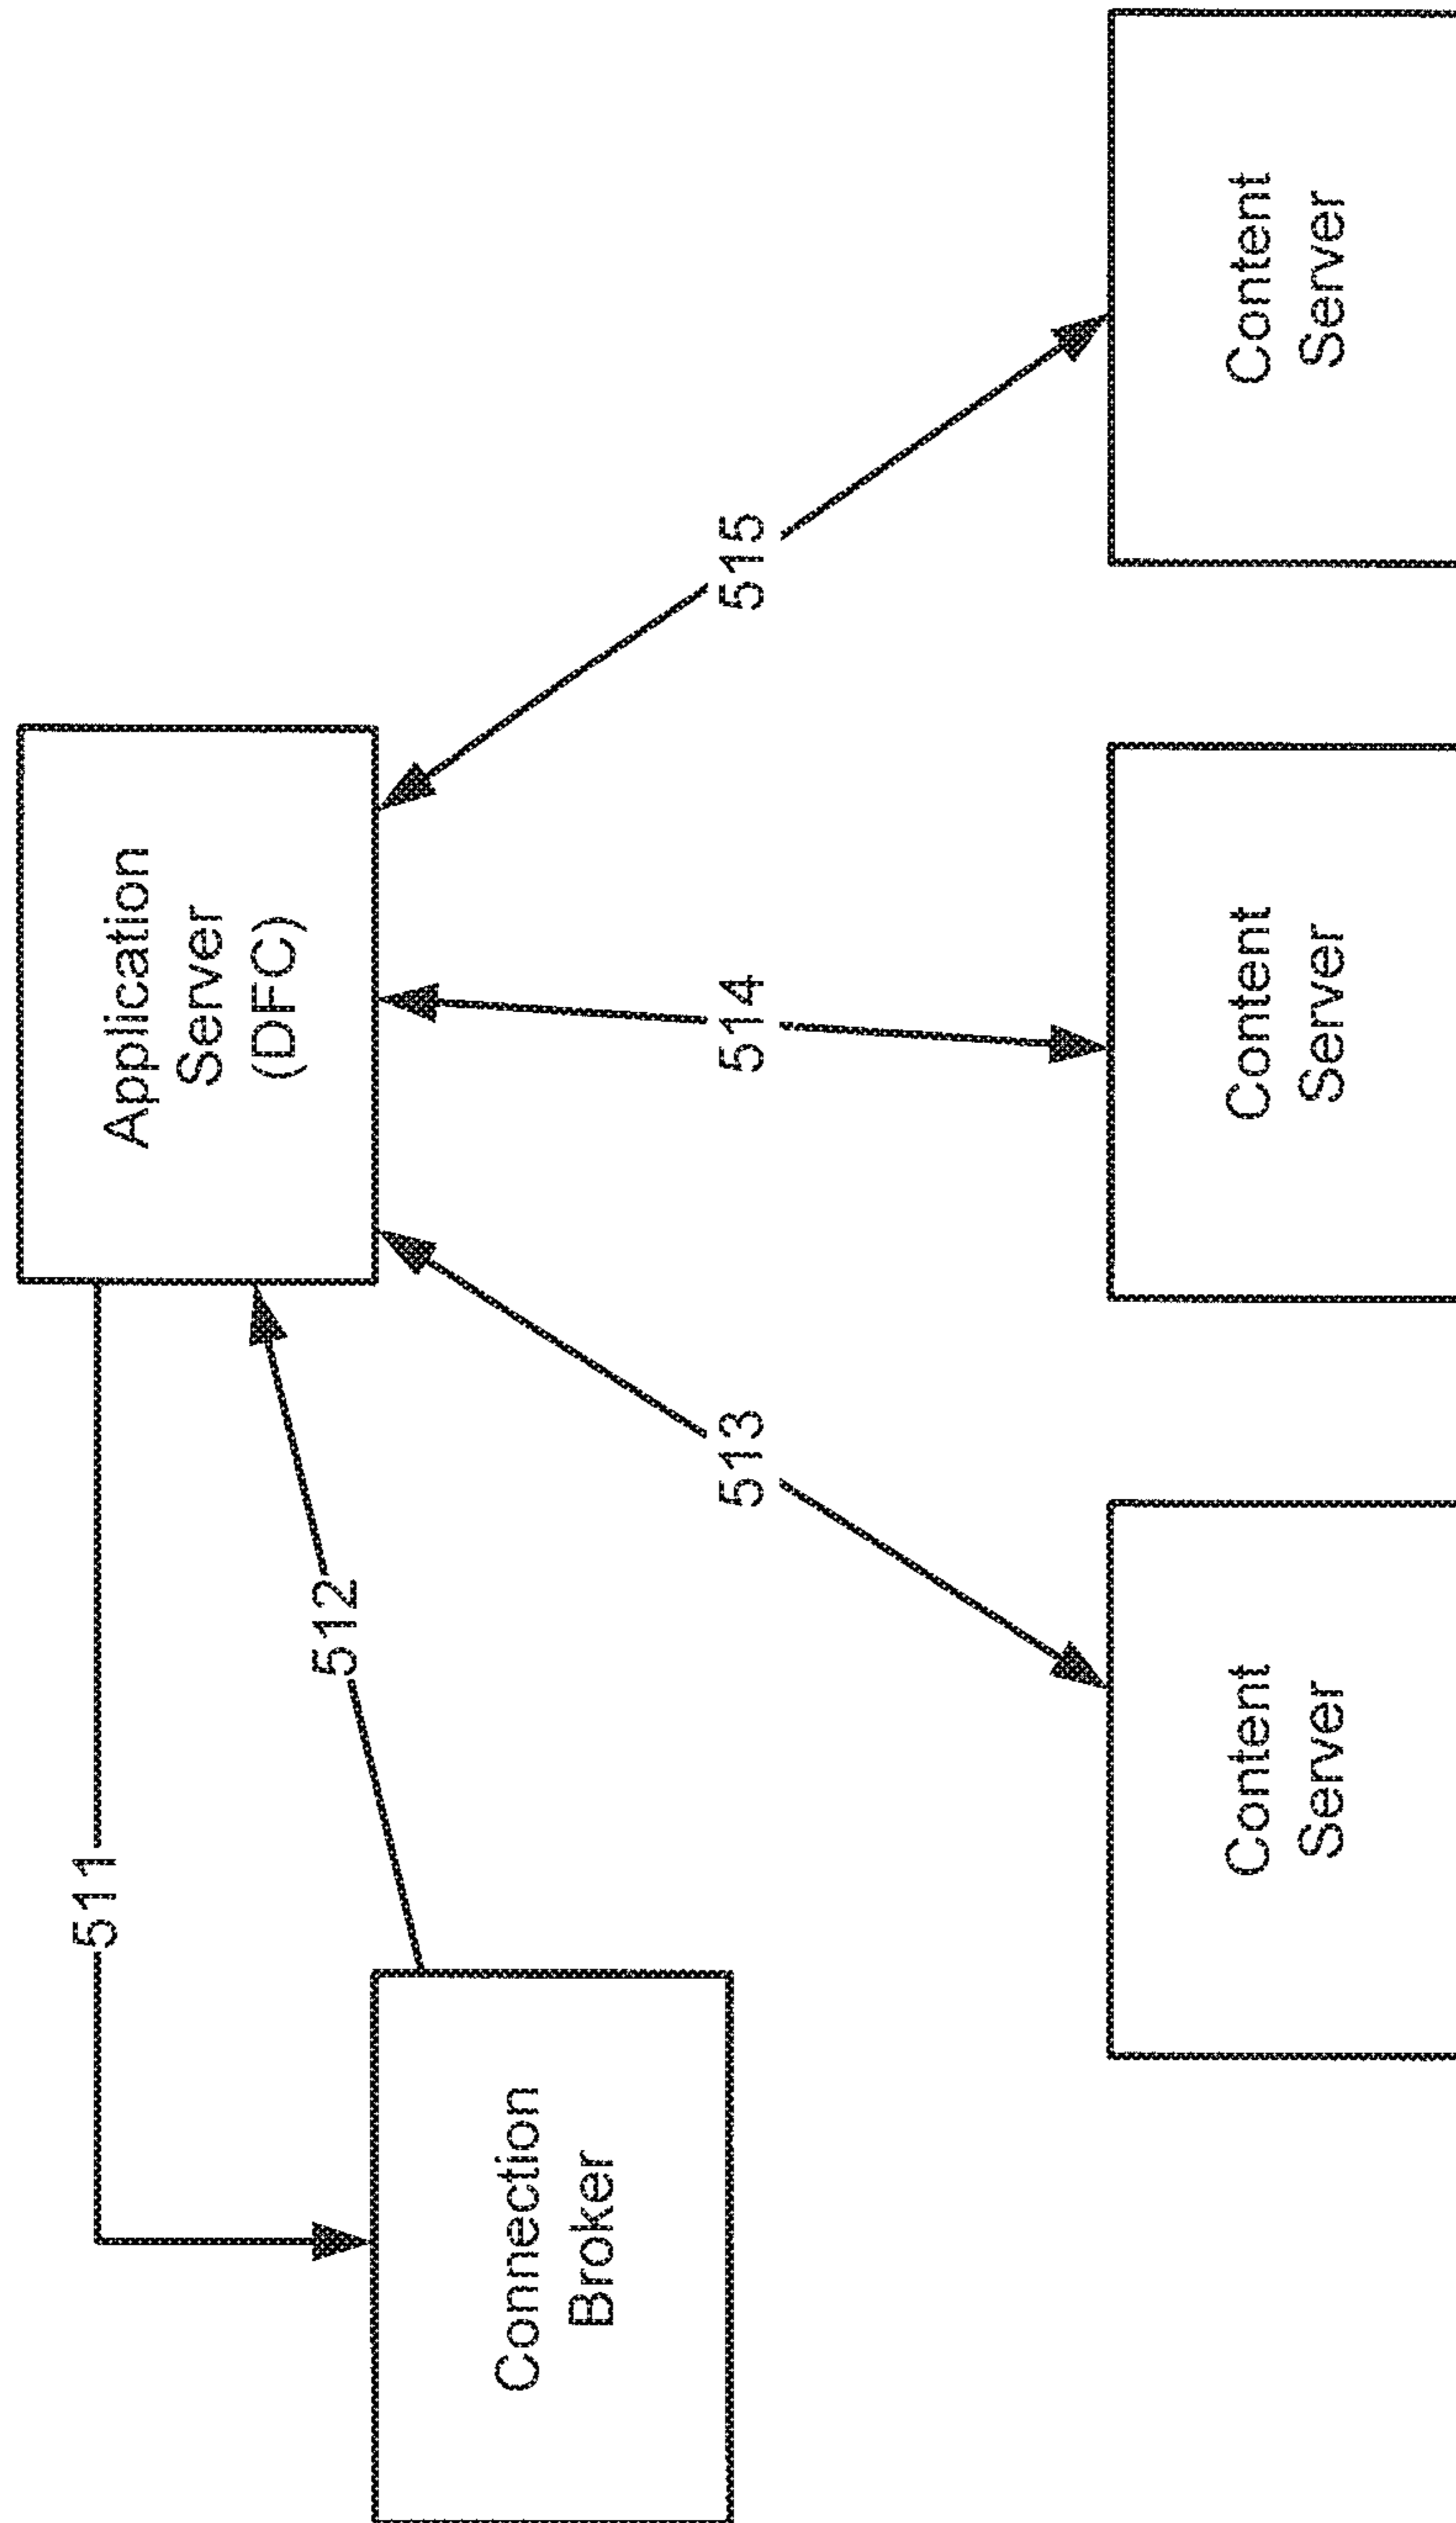 Application
Server
(DFC)
511
512
Connection
Broker
513
514
515
Content
Server
Content
Server
Content
Server